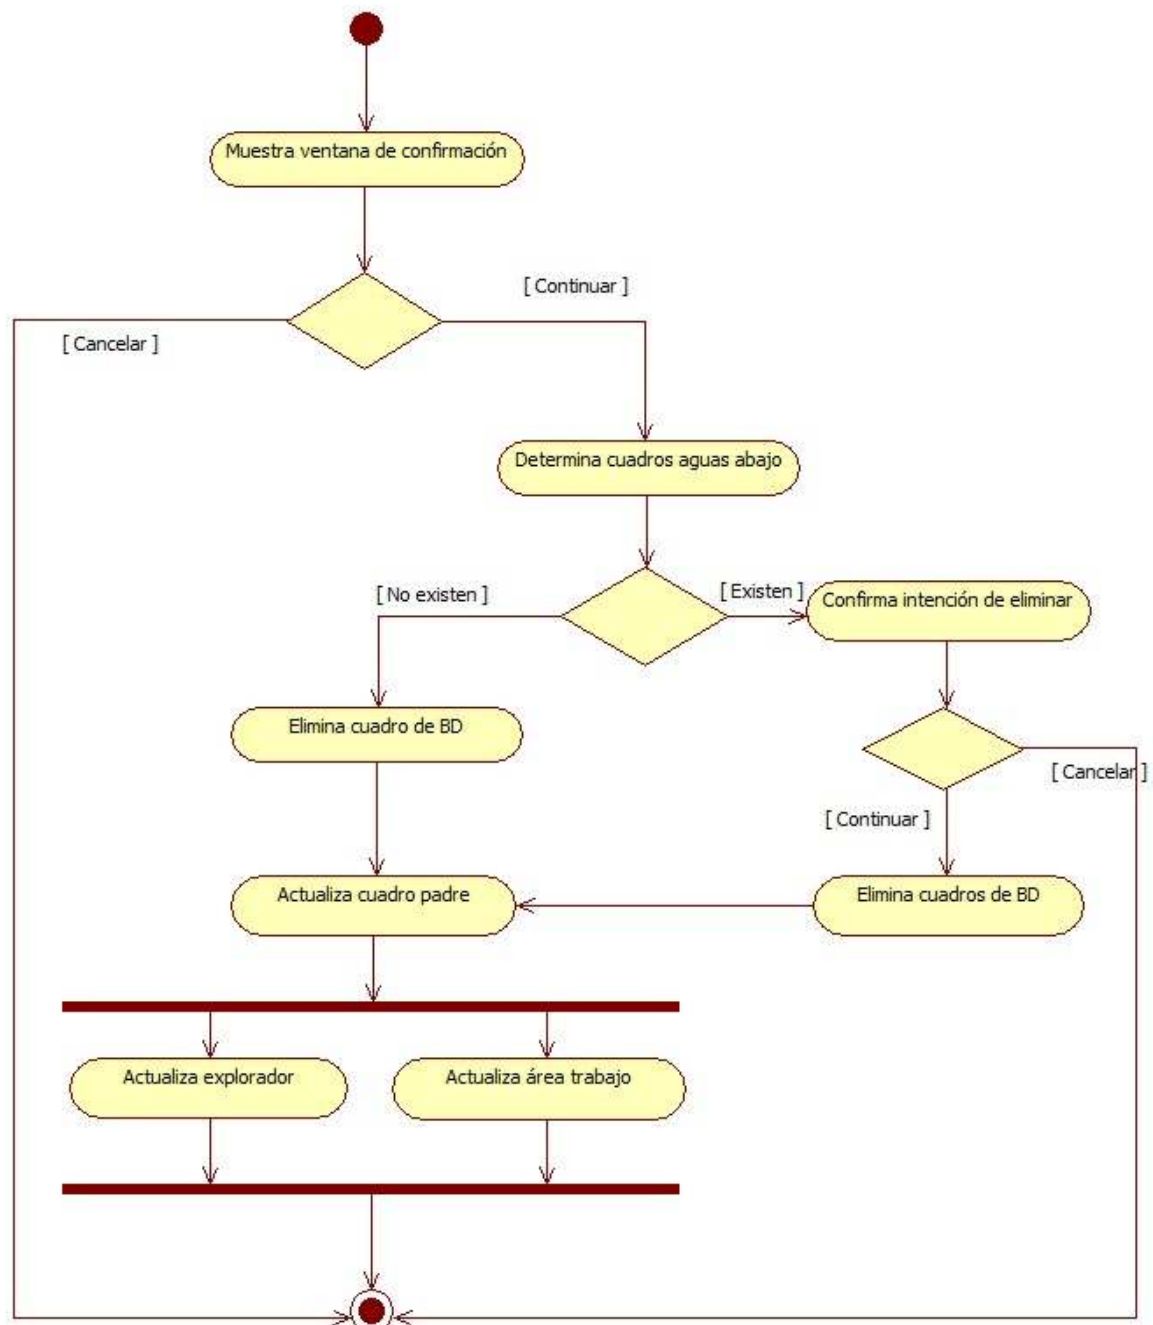 Muestra ventana de confirmación
[ Continuar ]
[ Cancelar ]
Determina cuadros aguas abajo
[ No existen ]
[ Existen ]
Confirma intención de eliminar
Elimina cuadro de BD
[ Cancelar ]
[ Continuar ]
Actualiza cuadro padre
Elimina cuadros de BD
Actualiza explorador
Actualiza área trabajo